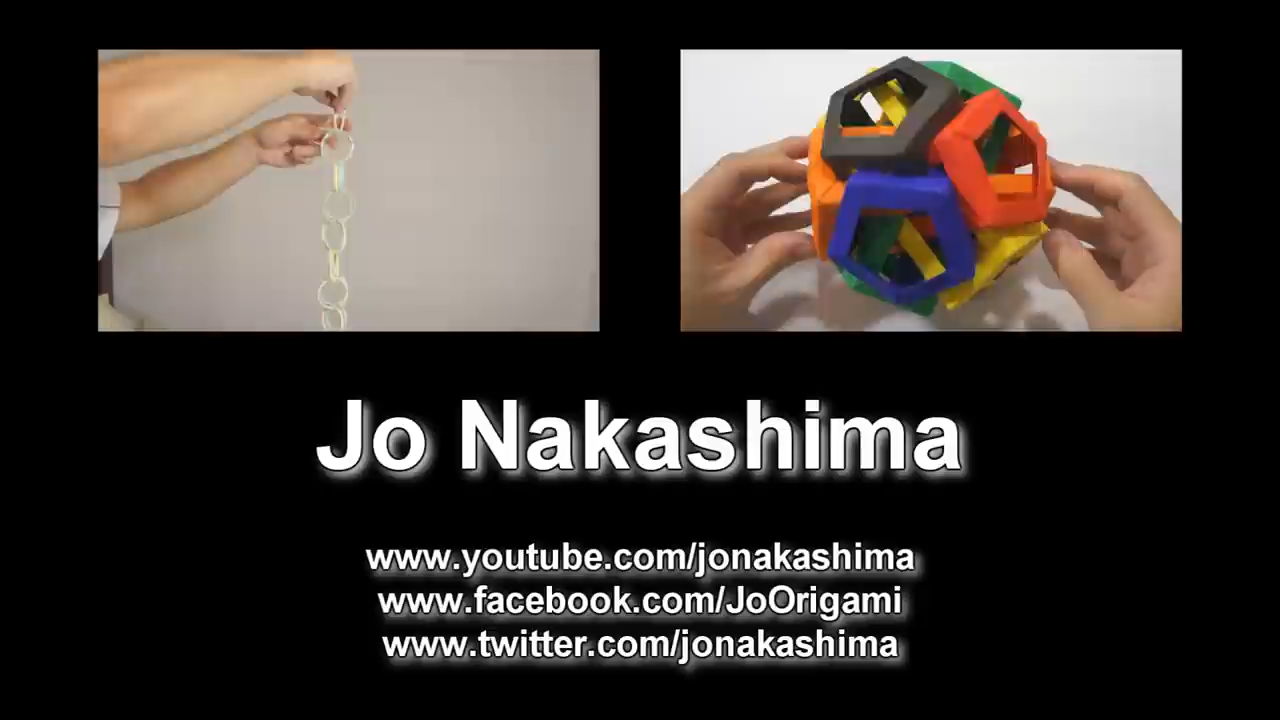 Jo Nakashima
www.youtube.com/jonakashima
www.facebook.com/JoOrigami
www.twitter.com/jonakashima